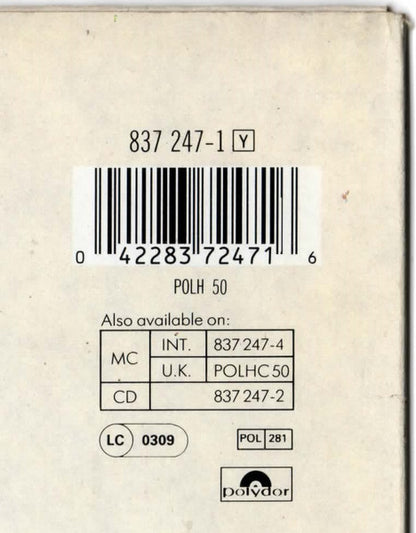 837 247-1 Y
0 42283 72471 6
POLH 50
Also available on:
MC INT. 837 247-4
U.K. POLHC 50
CD 837 247-2
LC 0309 POL 281
polydor